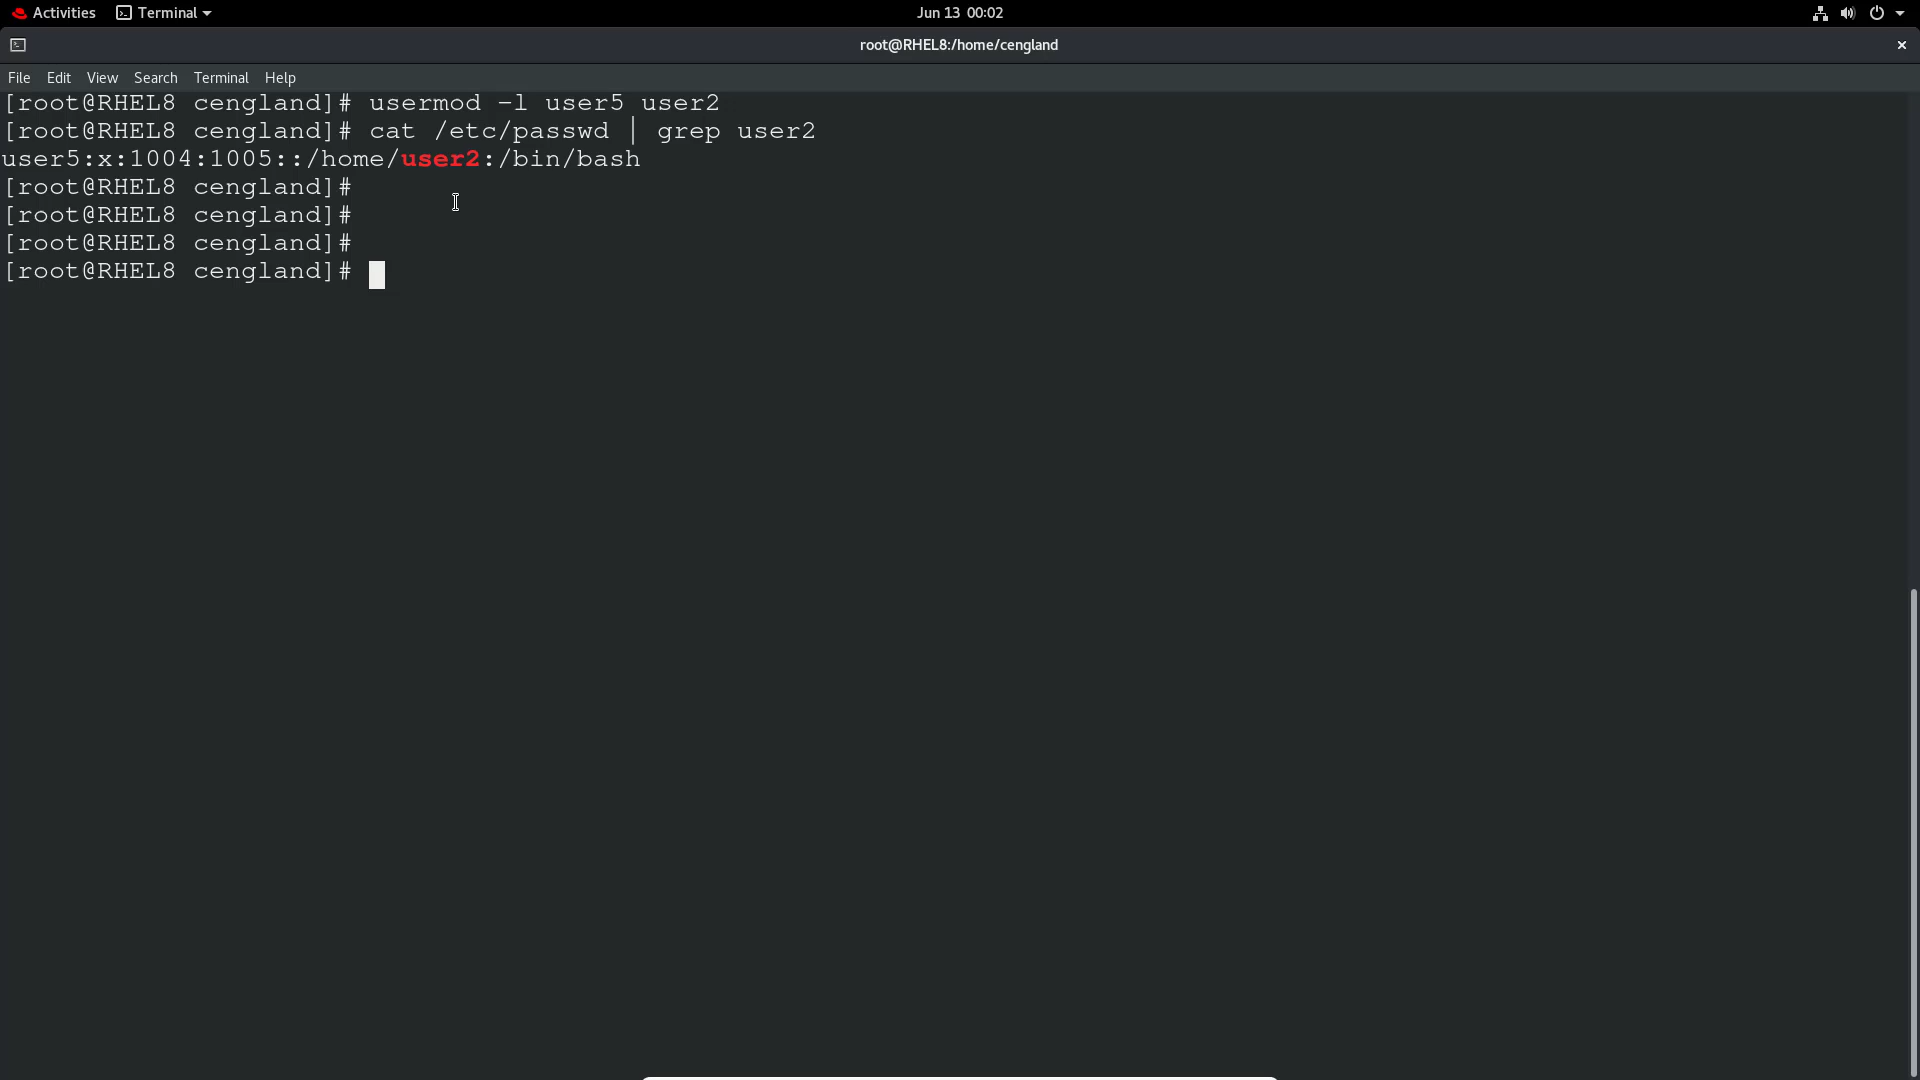 Activities Terminal Jun 13 00:02
root@RHEL8:/home/cengland
File Edit View Search Terminal Help
[root@RHEL8 cengland]# usermod -l user5 user2
[root@RHEL8 cengland]# cat /etc/passwd | grep user2
user5:x:1004:1005::/home/user2:/bin/bash
[root@RHEL8 cengland]#
[root@RHEL8 cengland]#
[root@RHEL8 cengland]#
[root@RHEL8 cengland]#